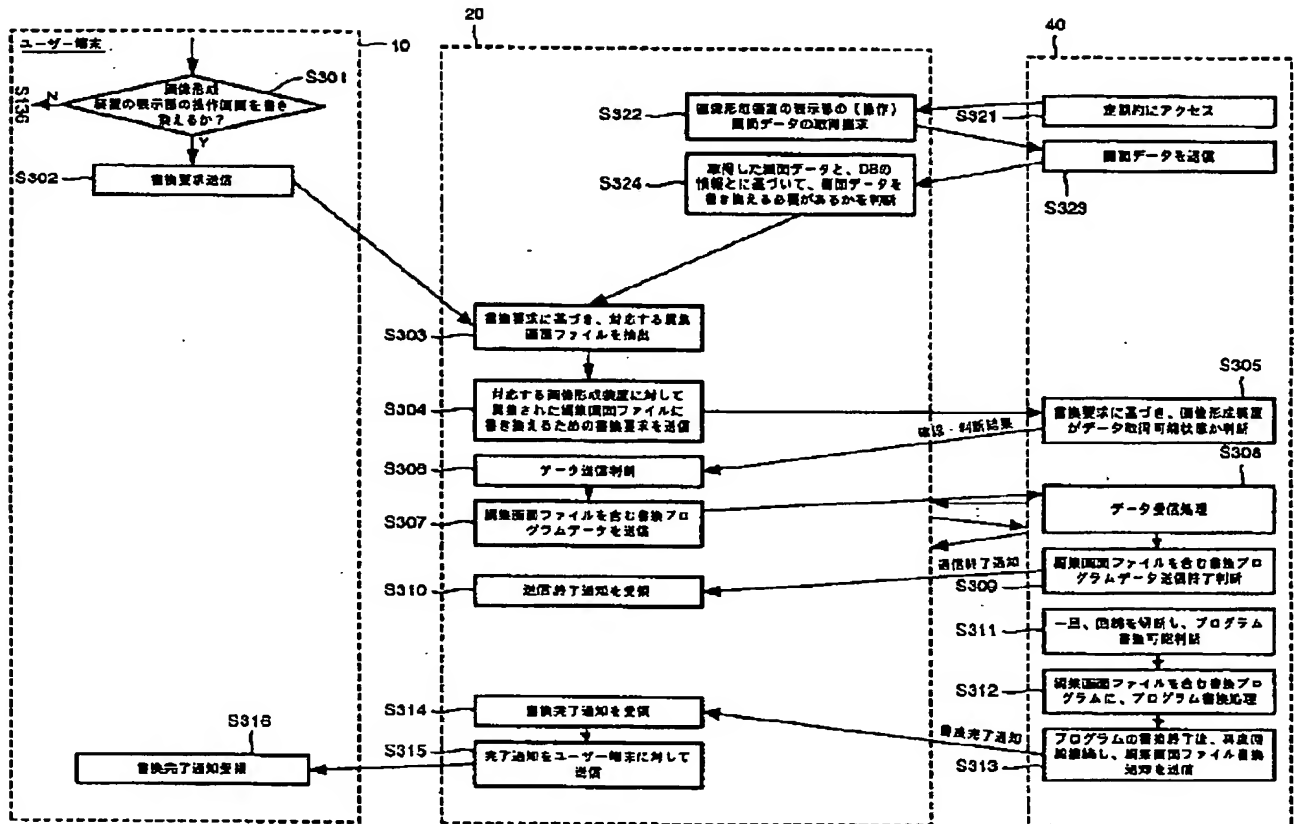 20
40
ユーザー端末
10
S301
画像形成
装置の表示部の操作画面を書き
換えるか?
N
S136
Y
S302
書換要求送信
S322
画像形成装置の表示部の(操作)
画面データの取得要求
S321
定期的にアクセス
画面データを送信
S323
S324
取得した画面データと、DBの
情報とに基づいて、画面データを
書き換える必要があるかを判断
S303
書換要求に基づき、対応する編集
画面ファイルを抽出
S304
対応する画像形成装置に対して
編集された編集画面ファイルに
書き換えるための書換要求を送信
S305
書換要求に基づき、画像形成装置
がデータ取得可能状態か判断
確認・判断結果
S306
データ送信判断
S307
編集画面ファイルを含む書換プロ
グラムデータを送信
S308
データ受信処理
送信終了通知
S309
編集画面ファイルを含む書換プロ
グラムデータ送信終了判断
S310
送信終了通知を受領
S311
一旦、回線を切断し、プログラム
書換可能判断
S312
編集画面ファイルを含む書換プロ
グラムに、プログラム書換処理
書換完了通知
S313
プログラムの書換終了後、再度回
線接続し、編集画面ファイル書換
通知を送信
S314
書換完了通知を受領
S315
完了通知をユーザー端末に対して
送信
S316
書換完了通知受領